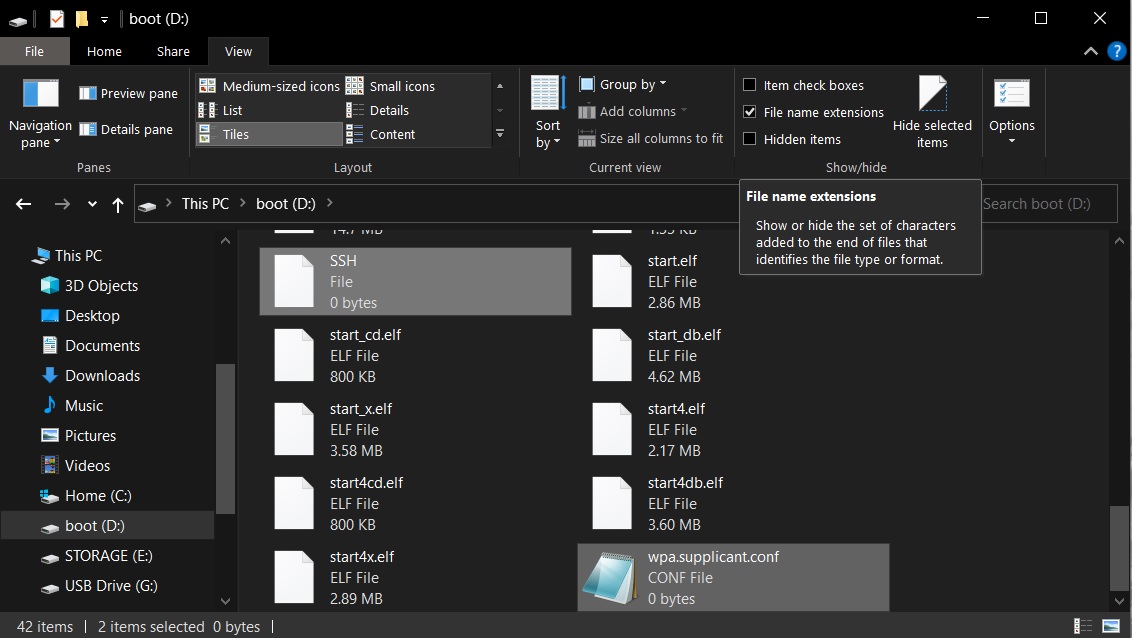 boot (D:)
File Home Share View
Navigation pane
Preview pane
Details pane
Panes
Medium-sized icons Small icons
List Details
Tiles Content
Layout
Sort by
Group by
Add columns
Size all columns to fit
Current view
Item check boxes
File name extensions
Hidden items
Hide selected items
Show/hide
Options
This PC boot (D:)
Search boot (D:)
File name extensions
Show or hide the set of characters
added to the end of files that
identifies the file type or format.
This PC
3D Objects
Desktop
Documents
Downloads
Music
Pictures
Videos
Home (C:)
boot (D:)
STORAGE (E:)
USB Drive (G:)
SSH
File
0 bytes
start.elf
ELF File
2.86 MB
start_cd.elf
ELF File
800 KB
start_db.elf
ELF File
4.62 MB
start_x.elf
ELF File
3.58 MB
start4.elf
ELF File
2.17 MB
start4cd.elf
ELF File
800 KB
start4db.elf
ELF File
3.60 MB
start4x.elf
ELF File
2.89 MB
wpa.supplicant.conf
CONF File
0 bytes
42 items 2 items selected 0 bytes